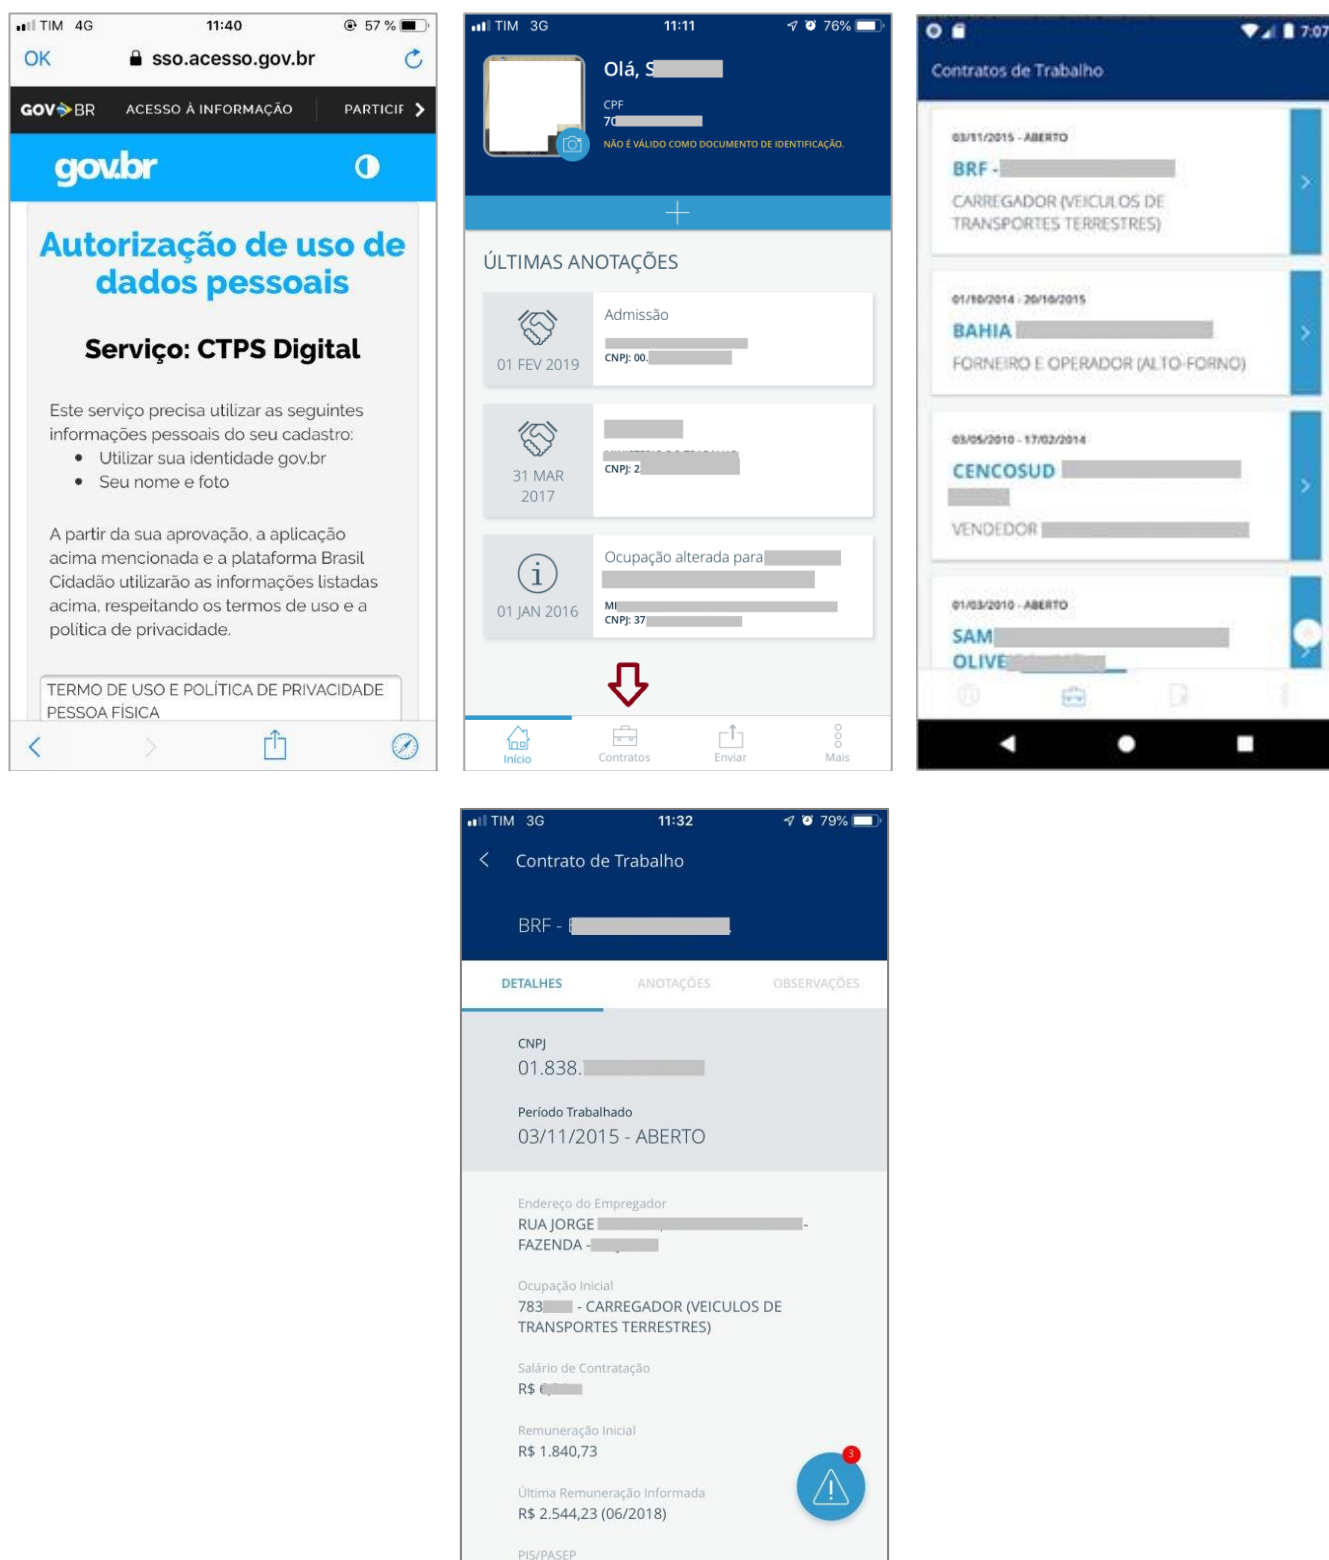 TIM 4G 11:40 57 %
OK sso.acesso.gov.br
GOV BR ACESSO À INFORMAÇÃO PARTICIF
gov.br
Autorização de uso de
dados pessoais
Serviço: CTPS Digital
Este serviço precisa utilizar as seguintes
informações pessoais do seu cadastro:
• Utilizar sua identidade gov.br
• Seu nome e foto
A partir da sua aprovação, a aplicação
acima mencionada e a plataforma Brasil
Cidadão utilizarão as informações listadas
acima, respeitando os termos de uso e a
política de privacidade.
TERMO DE USO E POLÍTICA DE PRIVACIDADE
PESSOA FÍSICA
TIM 3G 11:11 76%
Olá, S
CPF
70
NÃO É VÁLIDO COMO DOCUMENTO DE IDENTIFICAÇÃO.
ÚLTIMAS ANOTAÇÕES
Admissão
CNPJ: 00.
01 FEV 2019
CNPJ: 2
31 MAR
2017
Ocupação alterada para
MI
CNPJ: 37
01 JAN 2016
Início Contratos Enviar Mais
7:07
Contratos de Trabalho
03/11/2015 - ABERTO
BRF -
CARREGADOR (VEICULOS DE
TRANSPORTES TERRESTRES)
01/10/2014 - 20/10/2015
BAHIA
FORNEIRO E OPERADOR (ALTO-FORNO)
03/05/2010 - 17/02/2014
CENCOSUD
VENDEDOR
01/03/2010 - ABERTO
SAM
OLIVE
TIM 3G 11:32 79%
Contrato de Trabalho
BRF -
DETALHES ANOTAÇÕES OBSERVAÇÕES
CNPJ
01.838.
Período Trabalhado
03/11/2015 - ABERTO
Endereço do Empregador
RUA JORGE -
FAZENDA -
Ocupação Inicial
783 - CARREGADOR (VEICULOS DE
TRANSPORTES TERRESTRES)
Salário de Contratação
R$
Remuneração Inicial
R$ 1.840,73
3
Última Remuneração Informada
R$ 2.544,23 (06/2018)
PIS/PASEP